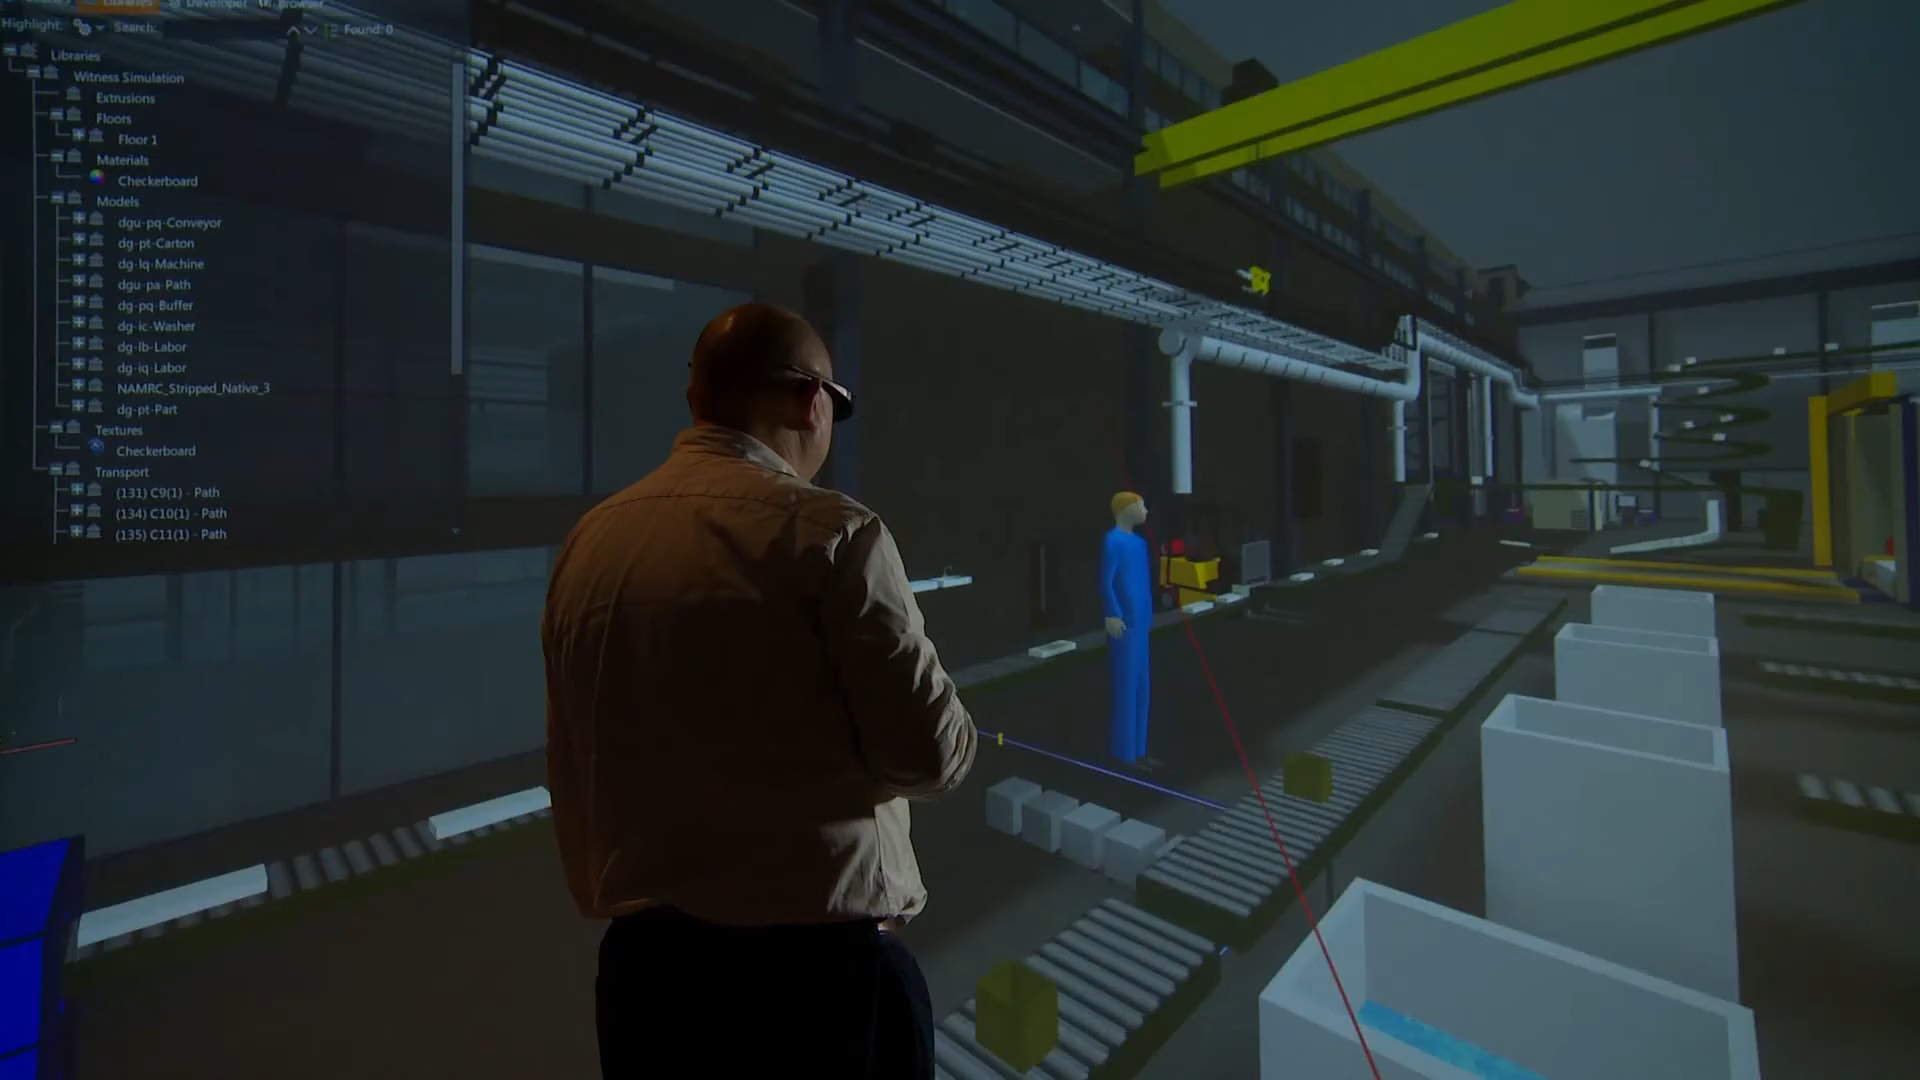 Libraries Developer Browser
Highlight: Search: Found: 0
Libraries
Witness Simulation
Extrusions
Floors
Floor 1
Materials
Checkerboard
Models
dgu-pq-Conveyor
dg-pt-Carton
dg-lq-Machine
dgu-pa-Path
dg-pq-Buffer
dg-ic-Washer
dg-lb-Labor
dg-iq-Labor
NAMRC_Stripped_Native_3
dg-pt-Part
Textures
Checkerboard
Transport
(131) C9(1) - Path
(134) C10(1) - Path
(135) C11(1) - Path